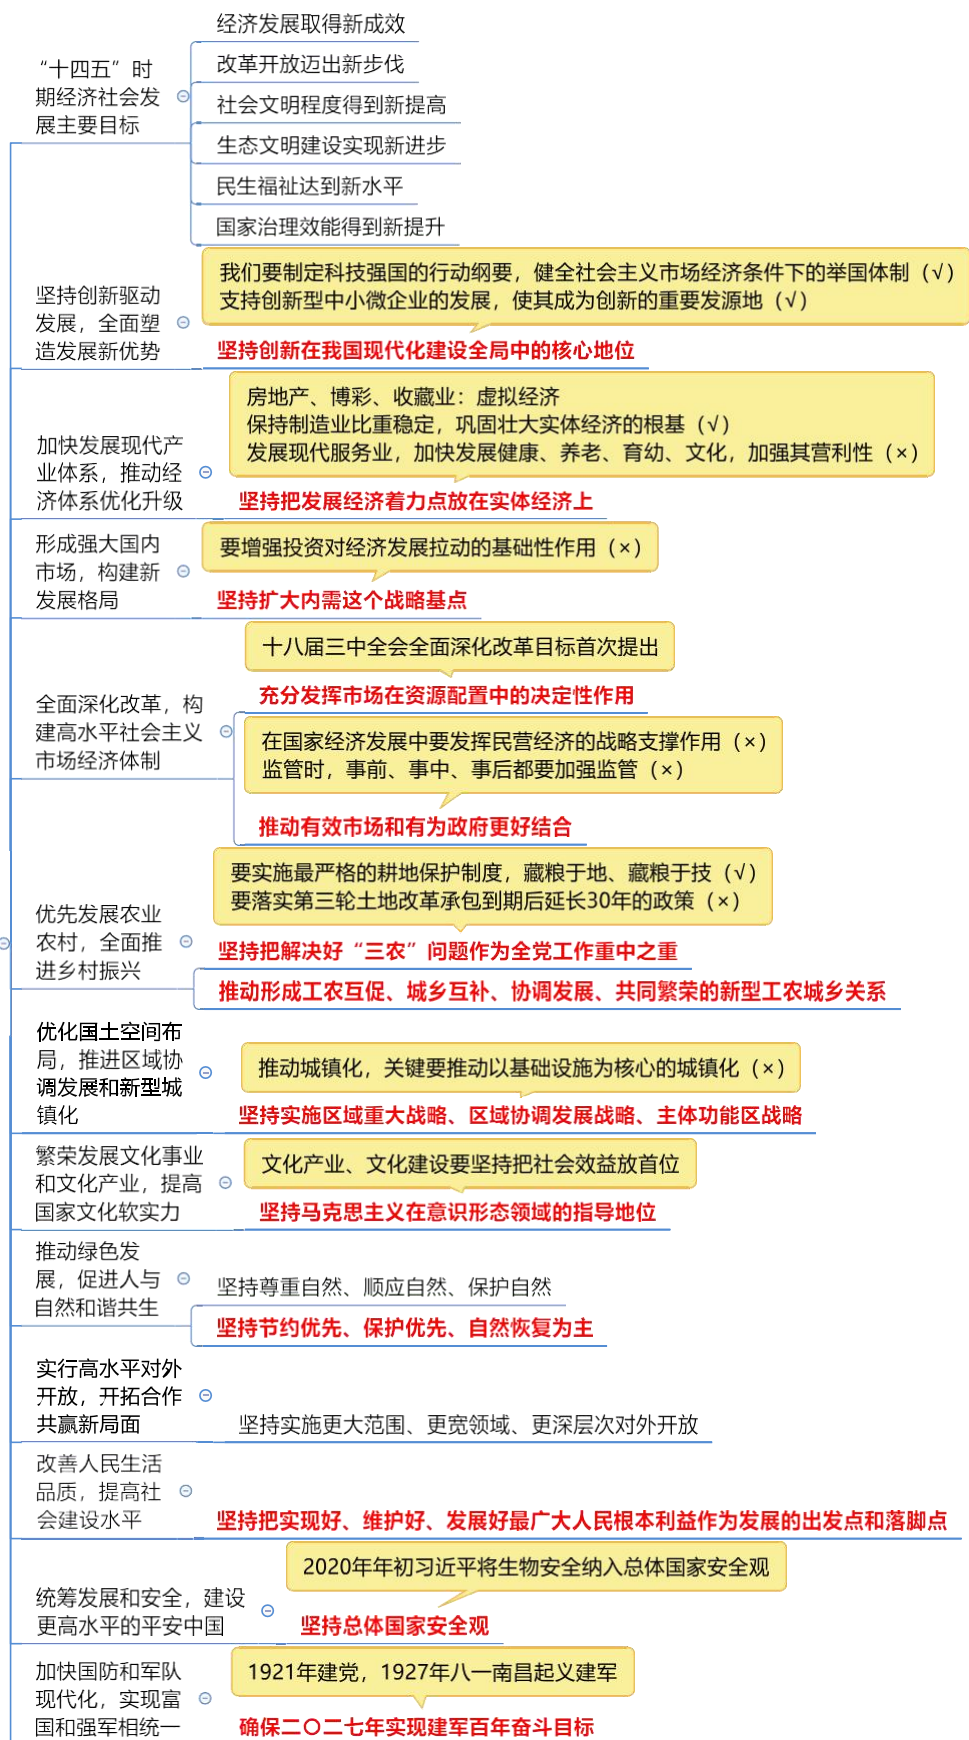 “十四五”时
期经济社会发
展主要目标
经济发展取得新成效
改革开放迈出新步伐
社会文明程度得到新提高
生态文明建设实现新进步
民生福祉达到新水平
国家治理效能得到新提升
坚持创新驱动
发展，全面塑
造发展新优势
我们要制定科技强国的行动纲要，健全社会主义市场经济条件下的举国体制（√）
支持创新型中小微企业的发展，使其成为创新的重要发源地（√）
坚持创新在我国现代化建设全局中的核心地位
加快发展现代产
业体系，推动经
济体系优化升级
房地产、博彩、收藏业：虚拟经济
保持制造业比重稳定，巩固壮大实体经济的根基（√）
发展现代服务业，加快发展健康、养老、育幼、文化，加强其营利性（×）
坚持把发展经济着力点放在实体经济上
形成强大国内
市场，构建新
发展格局
要增强投资对经济发展拉动的基础性作用（×）
坚持扩大内需这个战略基点
全面深化改革，构
建高水平社会主义
市场经济体制
十八届三中全会全面深化改革目标首次提出
充分发挥市场在资源配置中的决定性作用
在国家经济发展中要发挥民营经济的战略支撑作用（×）
监管时，事前、事中、事后都要加强监管（×）
推动有效市场和有为政府更好结合
优先发展农业
农村，全面推
进乡村振兴
要实施最严格的耕地保护制度，藏粮于地、藏粮于技（√）
要落实第三轮土地改革承包到期后延长30年的政策（×）
坚持把解决好“三农”问题作为全党工作重中之重
推动形成工农互促、城乡互补、协调发展、共同繁荣的新型工农城乡关系
优化国土空间布
局，推进区域协
调发展和新型城
镇化
推动城镇化，关键要推动以基础设施为核心的城镇化（×）
坚持实施区域重大战略、区域协调发展战略、主体功能区战略
繁荣发展文化事业
和文化产业，提高
国家文化软实力
文化产业、文化建设要坚持把社会效益放首位
坚持马克思主义在意识形态领域的指导地位
推动绿色发
展，促进人与
自然和谐共生
坚持尊重自然、顺应自然、保护自然
坚持节约优先、保护优先、自然恢复为主
实行高水平对外
开放，开拓合作
共赢新局面
坚持实施更大范围、更宽领域、更深层次对外开放
改善人民生活
品质，提高社
会建设水平
坚持把实现好、维护好、发展好最广大人民根本利益作为发展的出发点和落脚点
统筹发展和安全，建设
更高水平的平安中国
2020年年初习近平将生物安全纳入总体国家安全观
坚持总体国家安全观
加快国防和军队
现代化，实现富
国和强军相统一
1921年建党，1927年八一南昌起义建军
确保二〇二七年实现建军百年奋斗目标